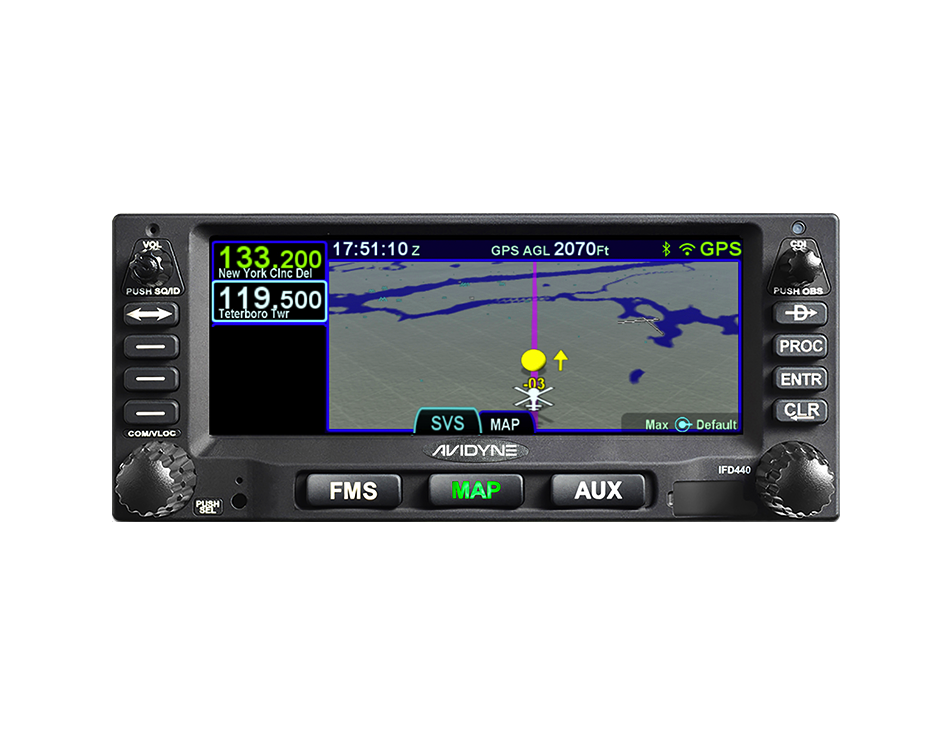 VOL
PUSH SQ/ID
COM/VLOC
PUSH
SEL
133.200
New York Clnc Del
119.500
Teterboro Twr
17:51:10 Z
GPS AGL 2070Ft
GPS
-03
SVS
MAP
Max
Default
AVIDYNE
FMS
MAP
AUX
IFD440
CDI
PUSH OBS
D
PROC
ENTR
CLR